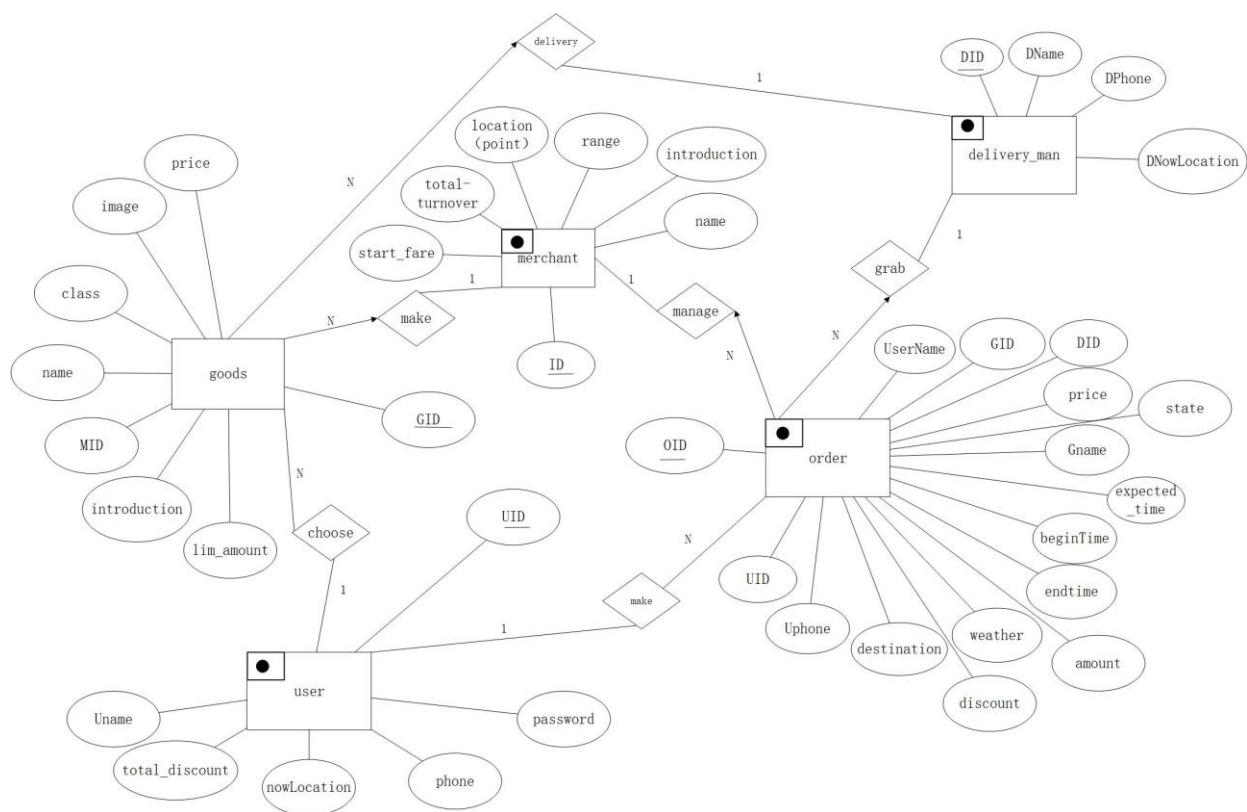 delivery
1
DID
DName
DPhone
delivery_man
DNowLocation
location
(point)
range
introduction
total-
turnover
name
start_fare
merchant
ID
price
image
class
name
MID
introduction
lim_amount
goods
GID
N
N
make
1
1
manage
N
grab
1
N
UserName
GID
DID
price
state
Gname
expected
_time
beginTime
endtime
amount
weather
discount
destination
Uphone
UID
OID
order
N
choose
1
UID
N
make
1
user
Uname
total_discount
nowLocation
phone
password